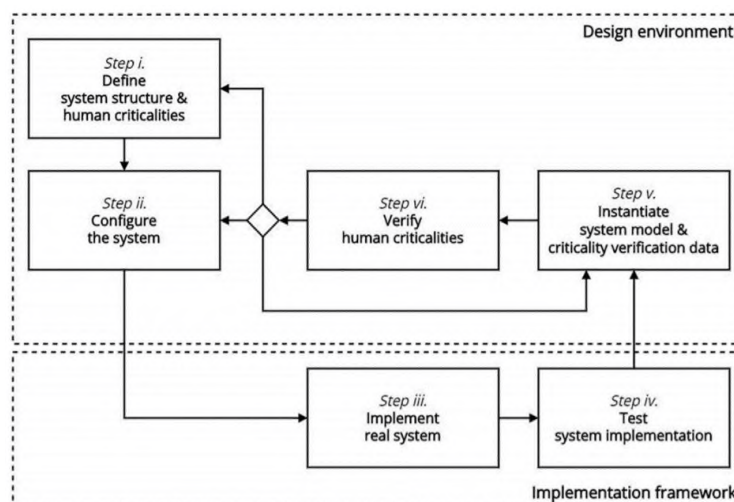 Design environment
Step i.
Define
system structure &
human criticalities
Step ii.
Configure
the system
Step vi.
Verify
human criticalities
Step v.
Instantiate
system model &
criticality verification data
Step iii.
Implement
real system
Step iv.
Test
system implementation
Implementation framework